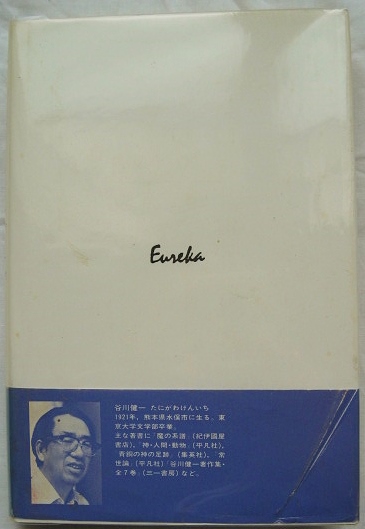 Eureka
谷川健一 たにがわけんいち
1921年，熊本県水俣市に生る。東
京大学文学部卒業。
主な著書に「魔の系譜」(紀伊國屋
書店)，「神・人間・動物」(平凡社)，
「青銅の神の足跡」(集英社)，「常
世論」(平凡社)「谷川健一著作集・
全7巻」(三一書房)など。